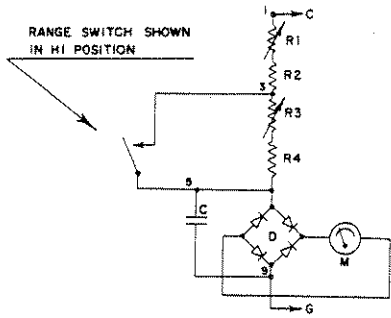 1 C
RANGE SWITCH SHOWN
IN HI POSITION
R1
R2
3
R3
R4
5
C
D
M
9
G